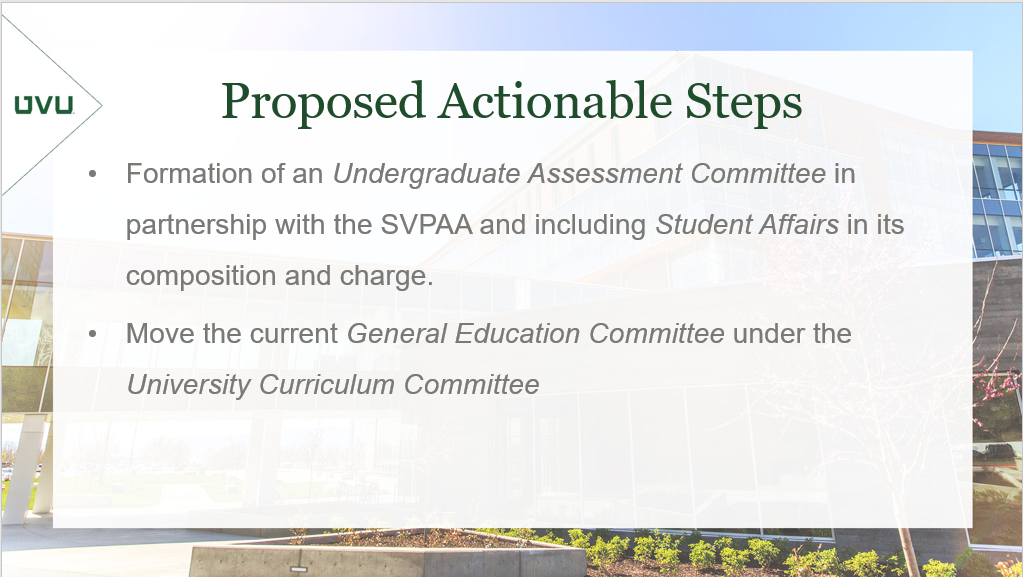 UVU
Proposed Actionable Steps
• Formation of an Undergraduate Assessment Committee in
partnership with the SVPAA and including Student Affairs in its
composition and charge.
• Move the current General Education Committee under the
University Curriculum Committee